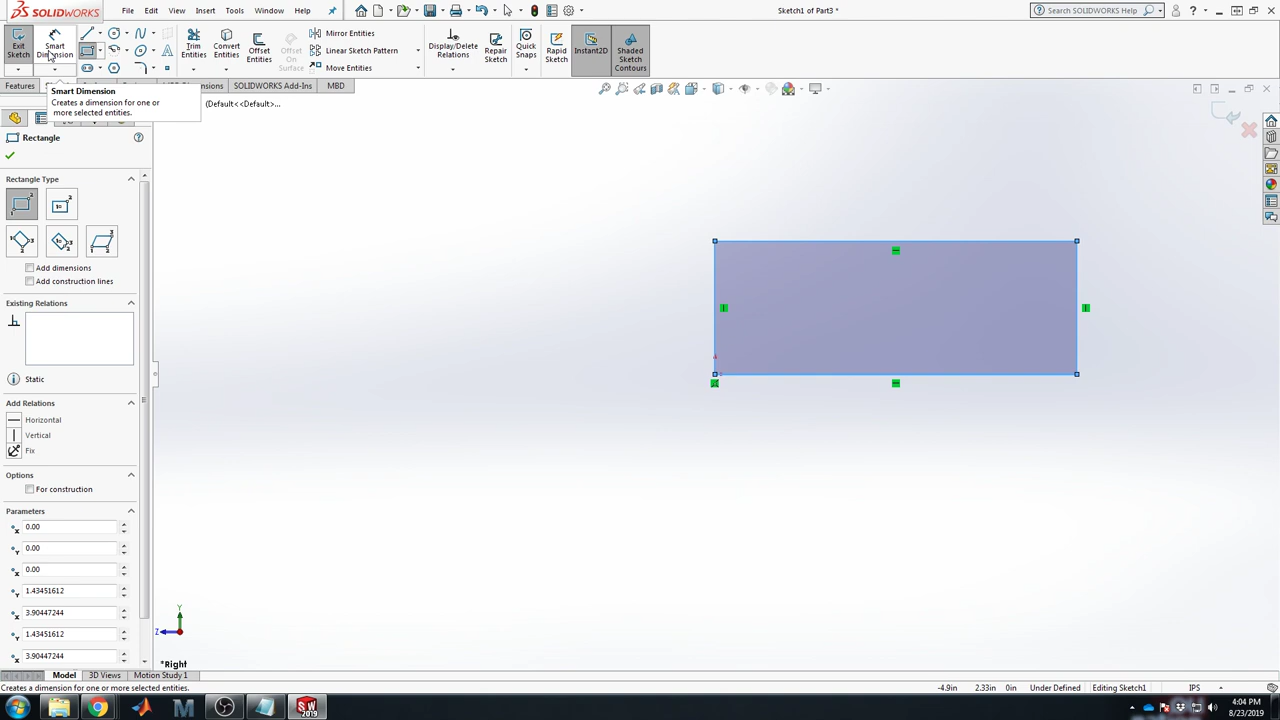 SOLIDWORKS
File
Edit
View
Insert
Tools
Window
Help
Sketch1 of Part3 *
Search SOLIDWORKS Help
Exit Sketch
Smart Dimension
Trim Entities
Convert Entities
Offset Entities
Offset On Surface
Mirror Entities
Linear Sketch Pattern
Move Entities
Display/Delete Relations
Repair Sketch
Quick Snaps
Rapid Sketch
Instant2D
Shaded Sketch Contours
Features
SOLIDWORKS Add-Ins
MBD
Smart Dimension
Creates a dimension for one or
more selected entities.
(Default<<Default>...
Rectangle
Rectangle Type
Add dimensions
Add construction lines
Existing Relations
Static
Add Relations
Horizontal
Vertical
Fix
Options
For construction
Parameters
0.00
0.00
0.00
1.43451612
3.90447244
1.43451612
3.90447244
Y
Z
*Right
Model
3D Views
Motion Study 1
Creates a dimension for one or more selected entities.
-4.9in
2.33in
0in
Under Defined
Editing Sketch1
IPS
SW
2019
4:04 PM
8/23/2019